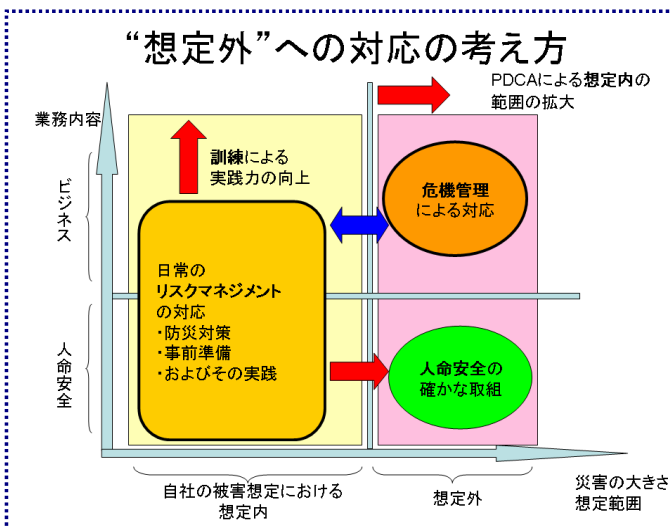 “想定外”への対応の考え方
PDCAによる想定内の
範囲の拡大
業務内容
訓練による
実践力の向上
危機管理
による対応
ビジネス
日常の
リスクマネジメント
の対応
・防災対策
・事前準備
・およびその実践
人命安全
人命安全の
確かな取組
自社の被害想定における
想定内
想定外
災害の大きさ
想定範囲